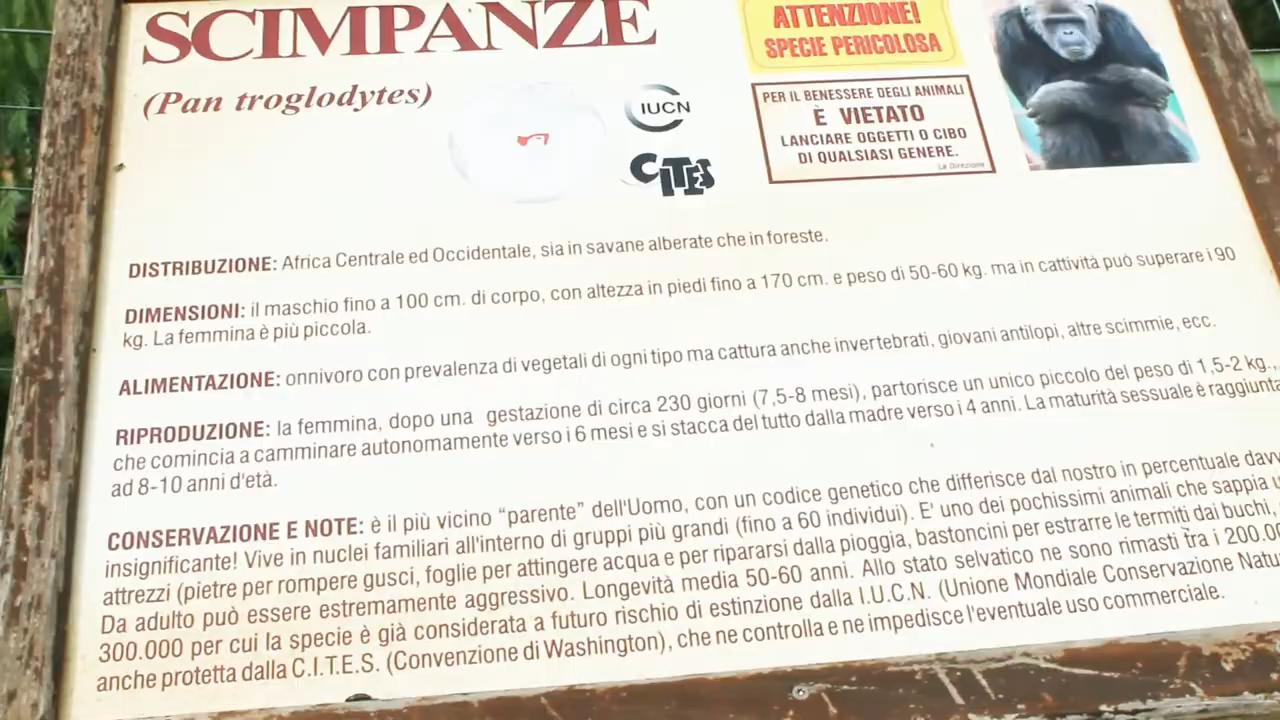 SCIMPANZE
(Pan troglodytes)
IUCN
CITES
ATTENZIONE!
SPECIE PERICOLOSA
PER IL BENESSERE DEGLI ANIMALI
È VIETATO
LANCIARE OGGETTI O CIBO
DI QUALSIASI GENERE.
La Direzione
DISTRIBUZIONE: Africa Centrale ed Occidentale, sia in savane alberate che in foreste.
DIMENSIONI: il maschio fino a 100 cm. di corpo, con altezza in piedi fino a 170 cm. e peso di 50-60 kg. ma in cattività può superare i 90
kg. La femmina è più piccola.
ALIMENTAZIONE: onnivoro con prevalenza di vegetali di ogni tipo ma cattura anche invertebrati, giovani antilopi, altre scimmie, ecc.
RIPRODUZIONE: la femmina, dopo una gestazione di circa 230 giorni (7,5-8 mesi), partorisce un unico piccolo del peso di 1,5-2 kg.,
che comincia a camminare autonomamente verso i 6 mesi e si stacca del tutto dalla madre verso i 4 anni. La maturità sessuale è raggiunta
ad 8-10 anni d'età.
CONSERVAZIONE E NOTE: è il più vicino "parente" dell'Uomo, con un codice genetico che differisce dal nostro in percentuale davv
insignificante! Vive in nuclei familiari all'interno di gruppi più grandi (fino a 60 individui). E' uno dei pochissimi animali che sappia u
attrezzi (pietre per rompere gusci, foglie per attingere acqua e per ripararsi dalla pioggia, bastoncini per estrarre le termiti dai buchi,
Da adulto può essere estremamente aggressivo. Longevità media 50-60 anni. Allo stato selvatico ne sono rimasti tra i 200.00
300.000 per cui la specie è già considerata a futuro rischio di estinzione dalla I.U.C.N. (Unione Mondiale Conservazione Natu
anche protetta dalla C.I.T.E.S. (Convenzione di Washington), che ne controlla e ne impedisce l'eventuale uso commerciale.